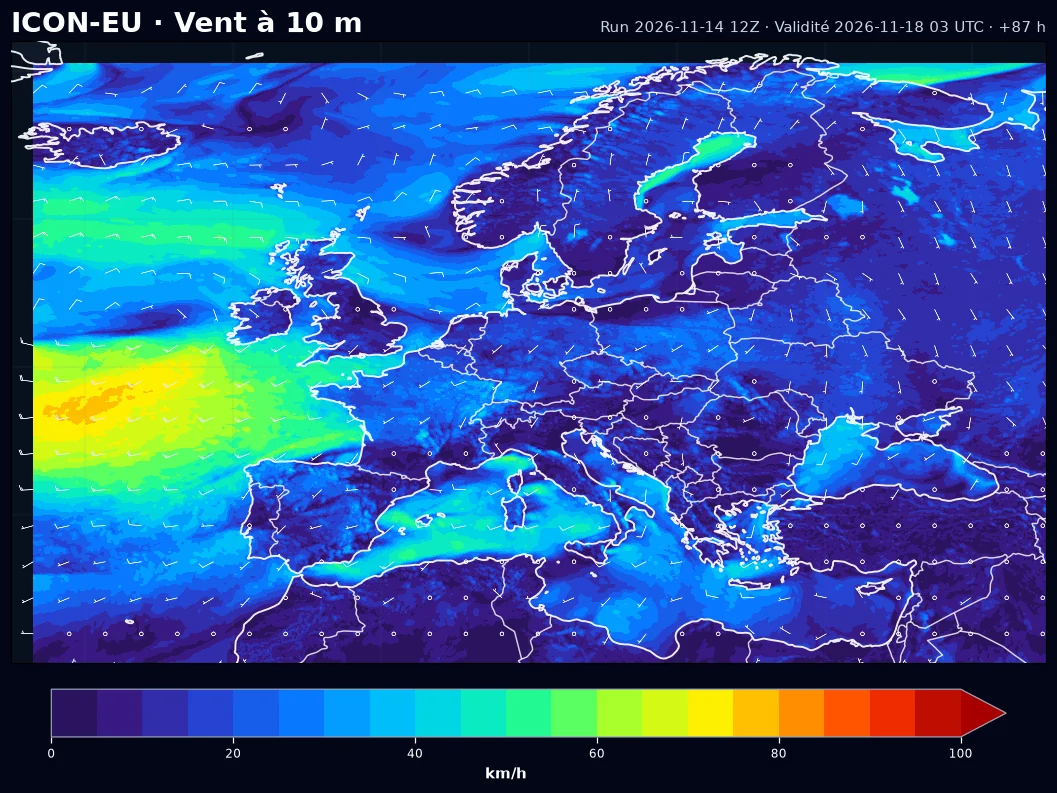 ICON-EU · Vent à 10 m
Run 2026-11-14 12Z · Validité 2026-11-18 03 UTC · +87 h
0 20 40 60 80 100
km/h